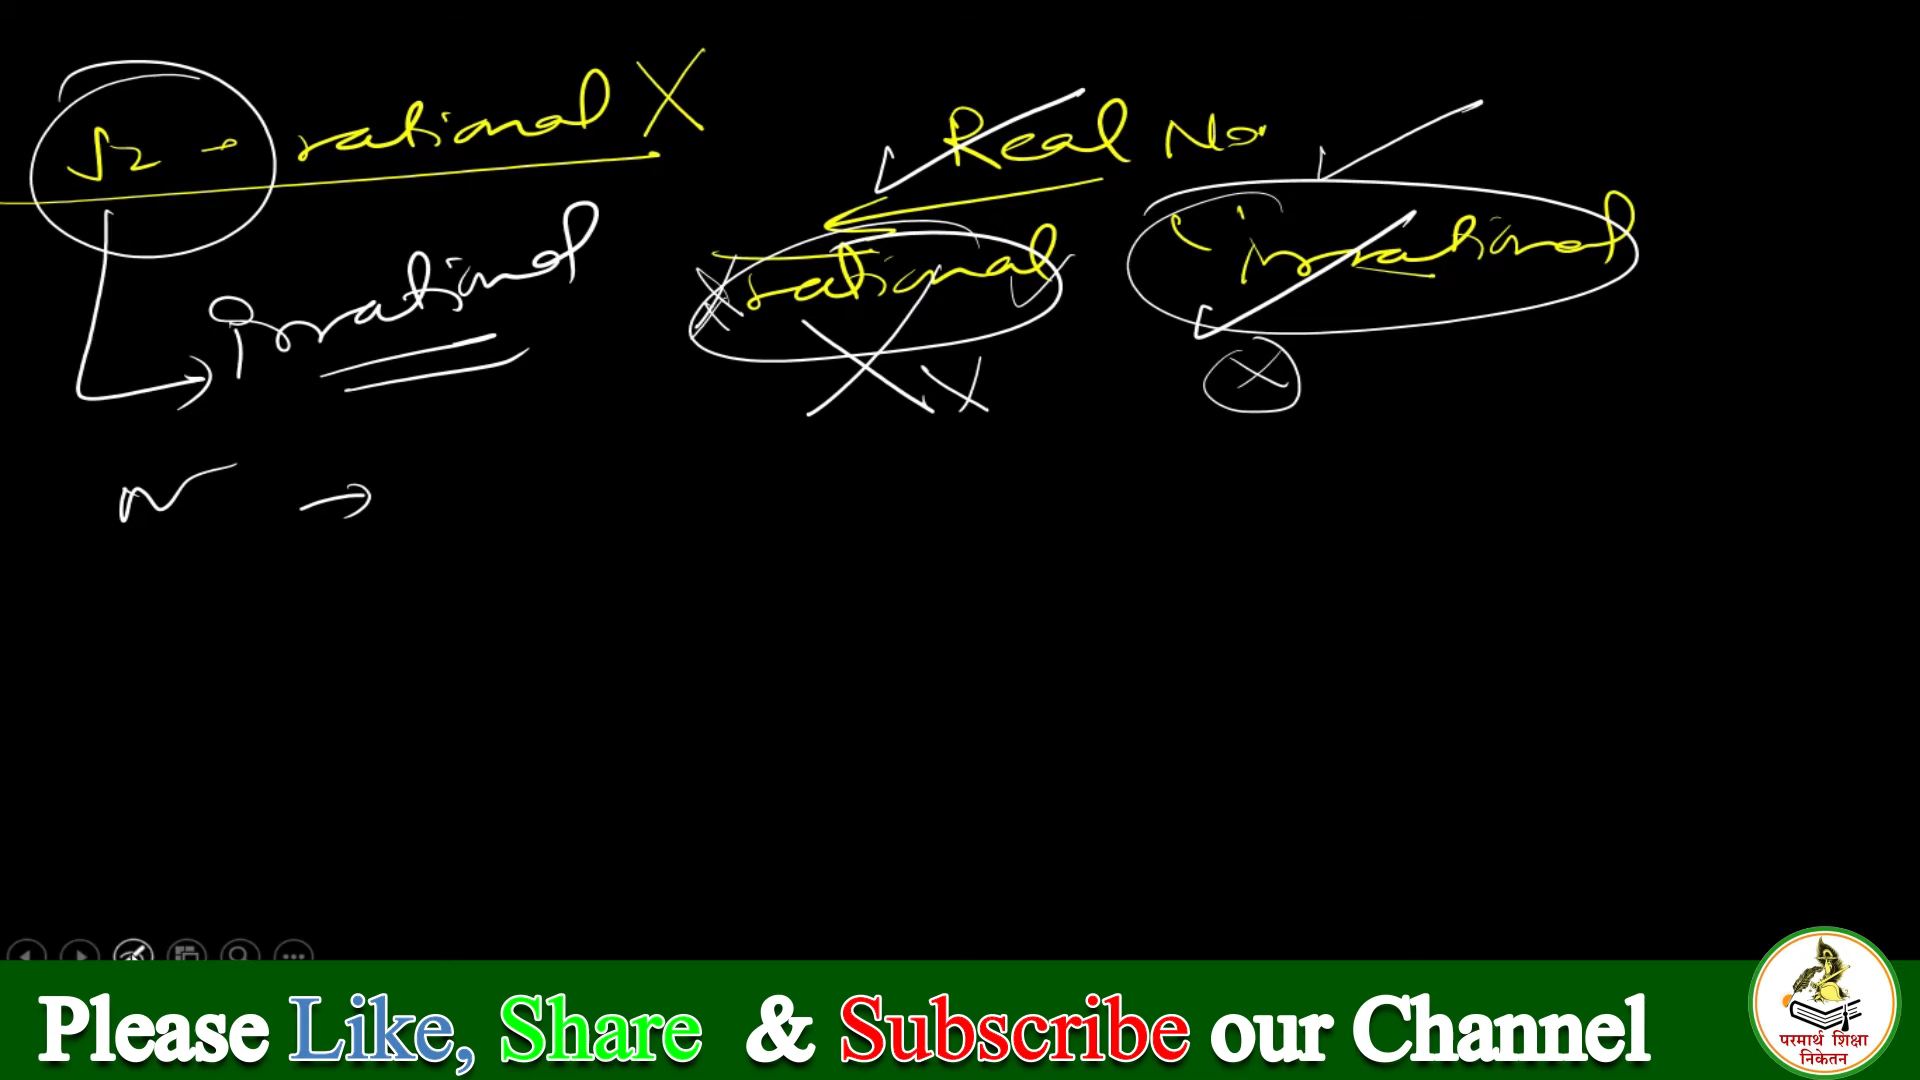 √2 → rational X
Real No.
rational
irrational
irrational
N →
Please Like, Share & Subscribe our Channel
परमार्थ शिक्षा
निकेतन